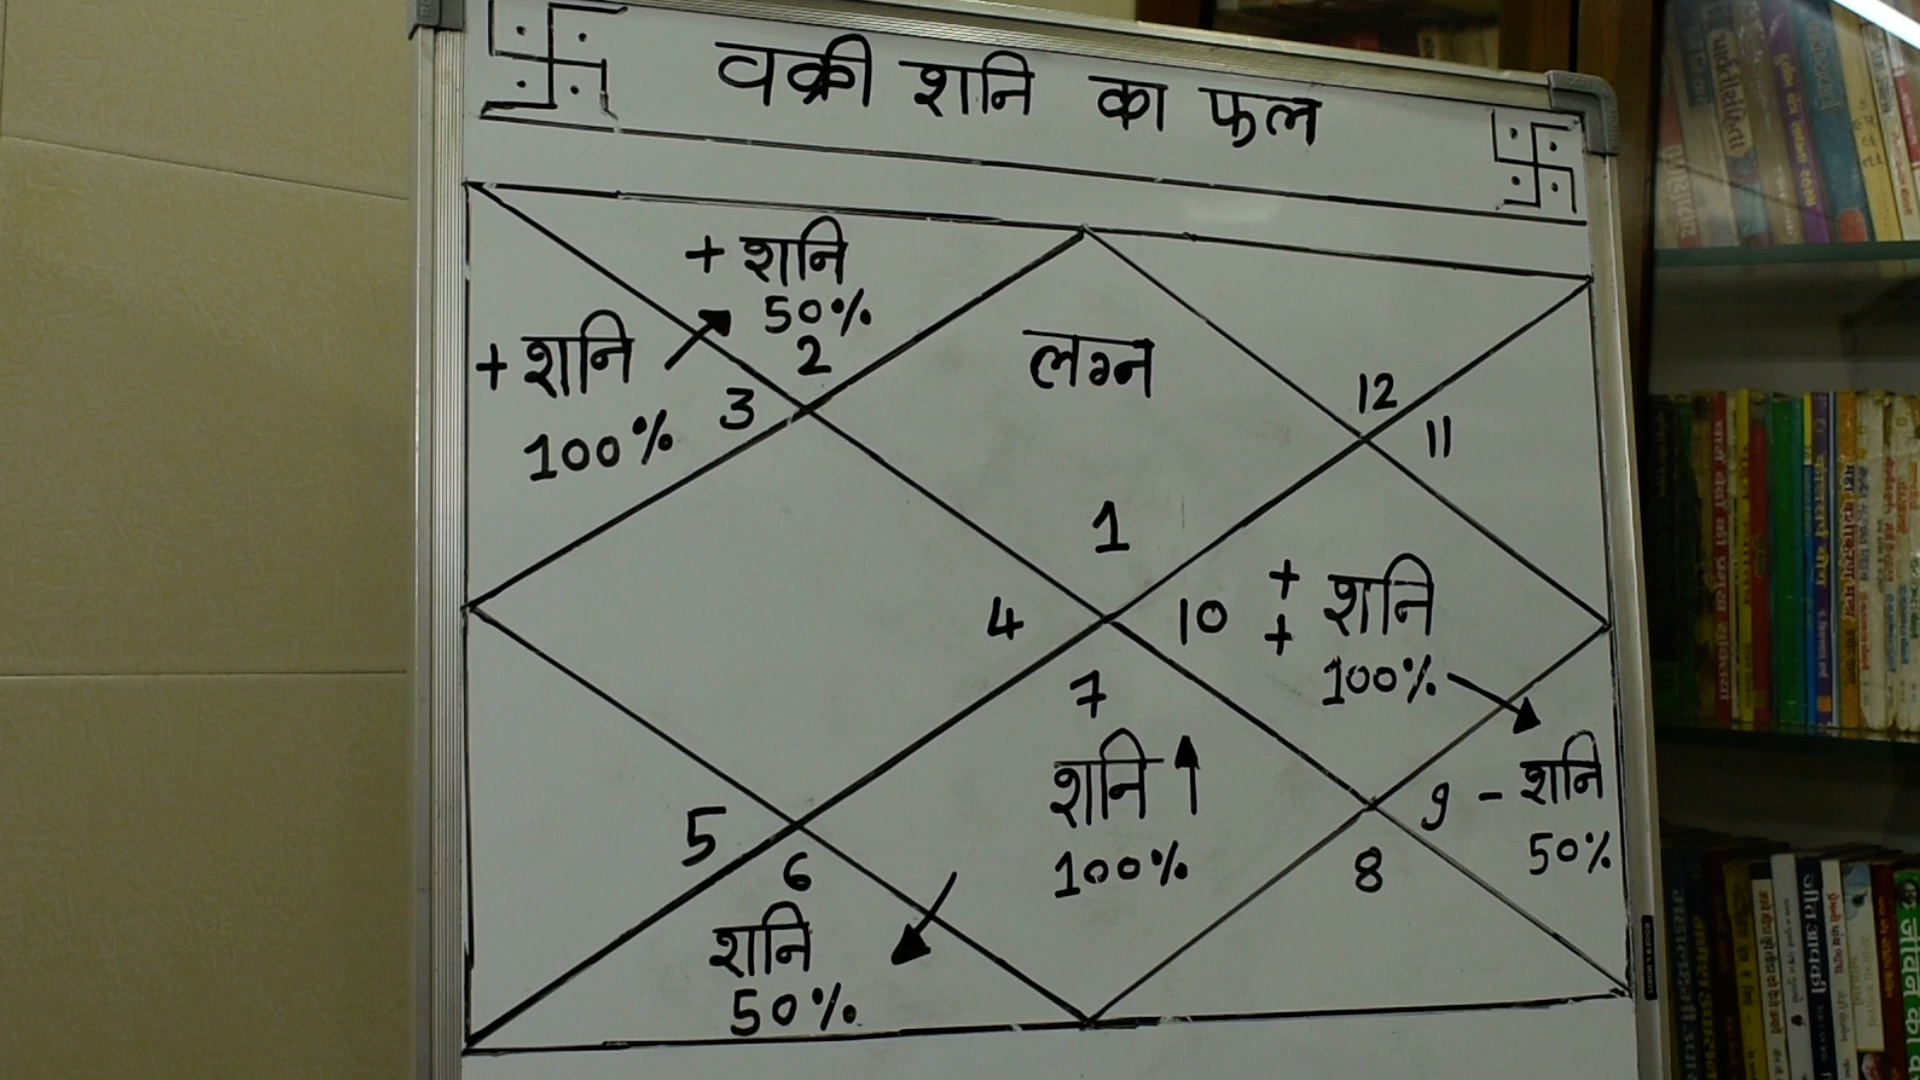 वक्री शनि का फल
+ शनि
50%
2
+ शनि
100%
3
लग्न
1
12
11
4
10
+
+
शनि
100%
7
शनि
100%
5
6
शनि
50%
8
9
- शनि
50%